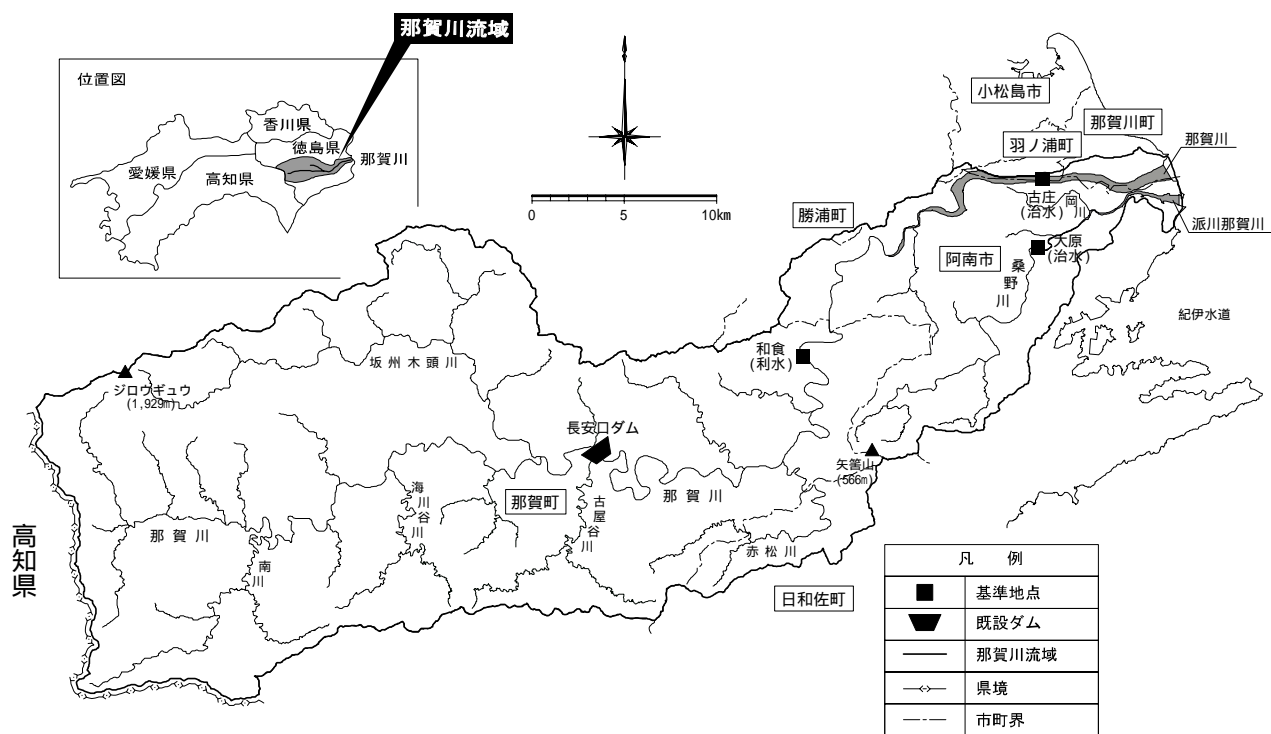 那賀川流域
位置図
香川県
徳島県
愛媛県
高知県
那賀川
0 5 10km
小松島市
那賀川町
羽ノ浦町
那賀川
古庄
(治水)
岡川
派川那賀川
勝浦町
大原
(治水)
阿南市
桑野川
紀伊水道
和食
(利水)
坂州木頭川
ジロウギュウ
(1,929m)
長安口ダム
矢筈山
(566m)
海川谷川
那賀町
古屋谷川
那賀川
那賀川
南川
赤松川
高知県
日和佐町
凡 例
基準地点
既設ダム
那賀川流域
県境
市町界